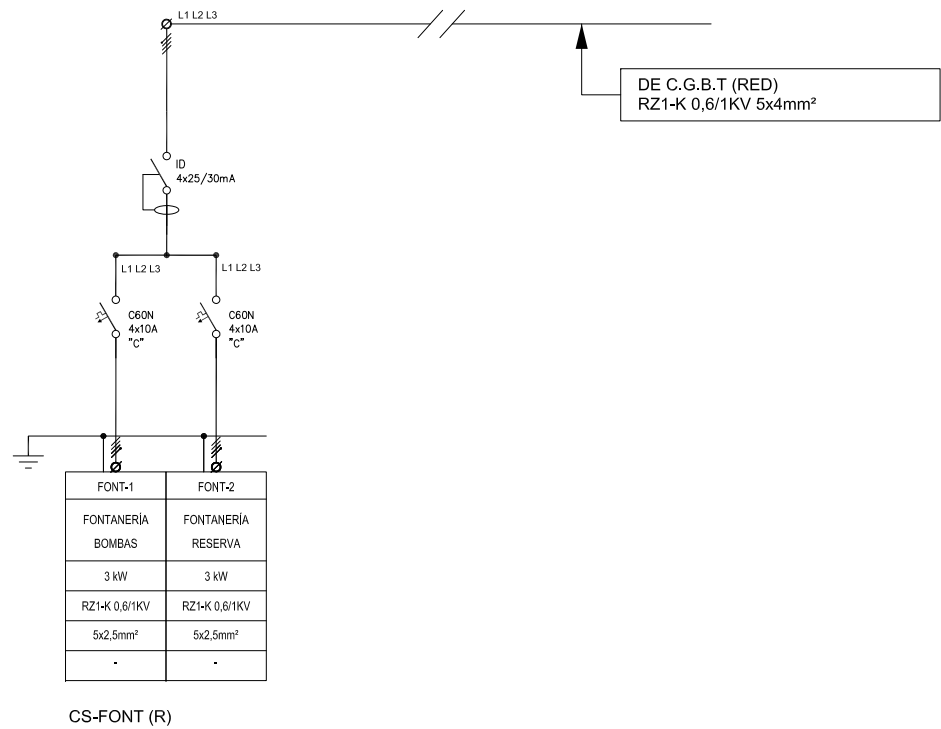 L1 L2 L3
DE C.G.B.T (RED)
RZ1-K 0,6/1KV 5x4mm²
ID
4x25/30mA
L1 L2 L3
L1 L2 L3
C60N
4x10A
"C"
C60N
4x10A
"C"
FONT-1
FONT-2
FONTANERÍA
BOMBAS
FONTANERÍA
RESERVA
3 kW
3 kW
RZ1-K 0,6/1KV
RZ1-K 0,6/1KV
5x2,5mm²
5x2,5mm²
-
-
CS-FONT (R)